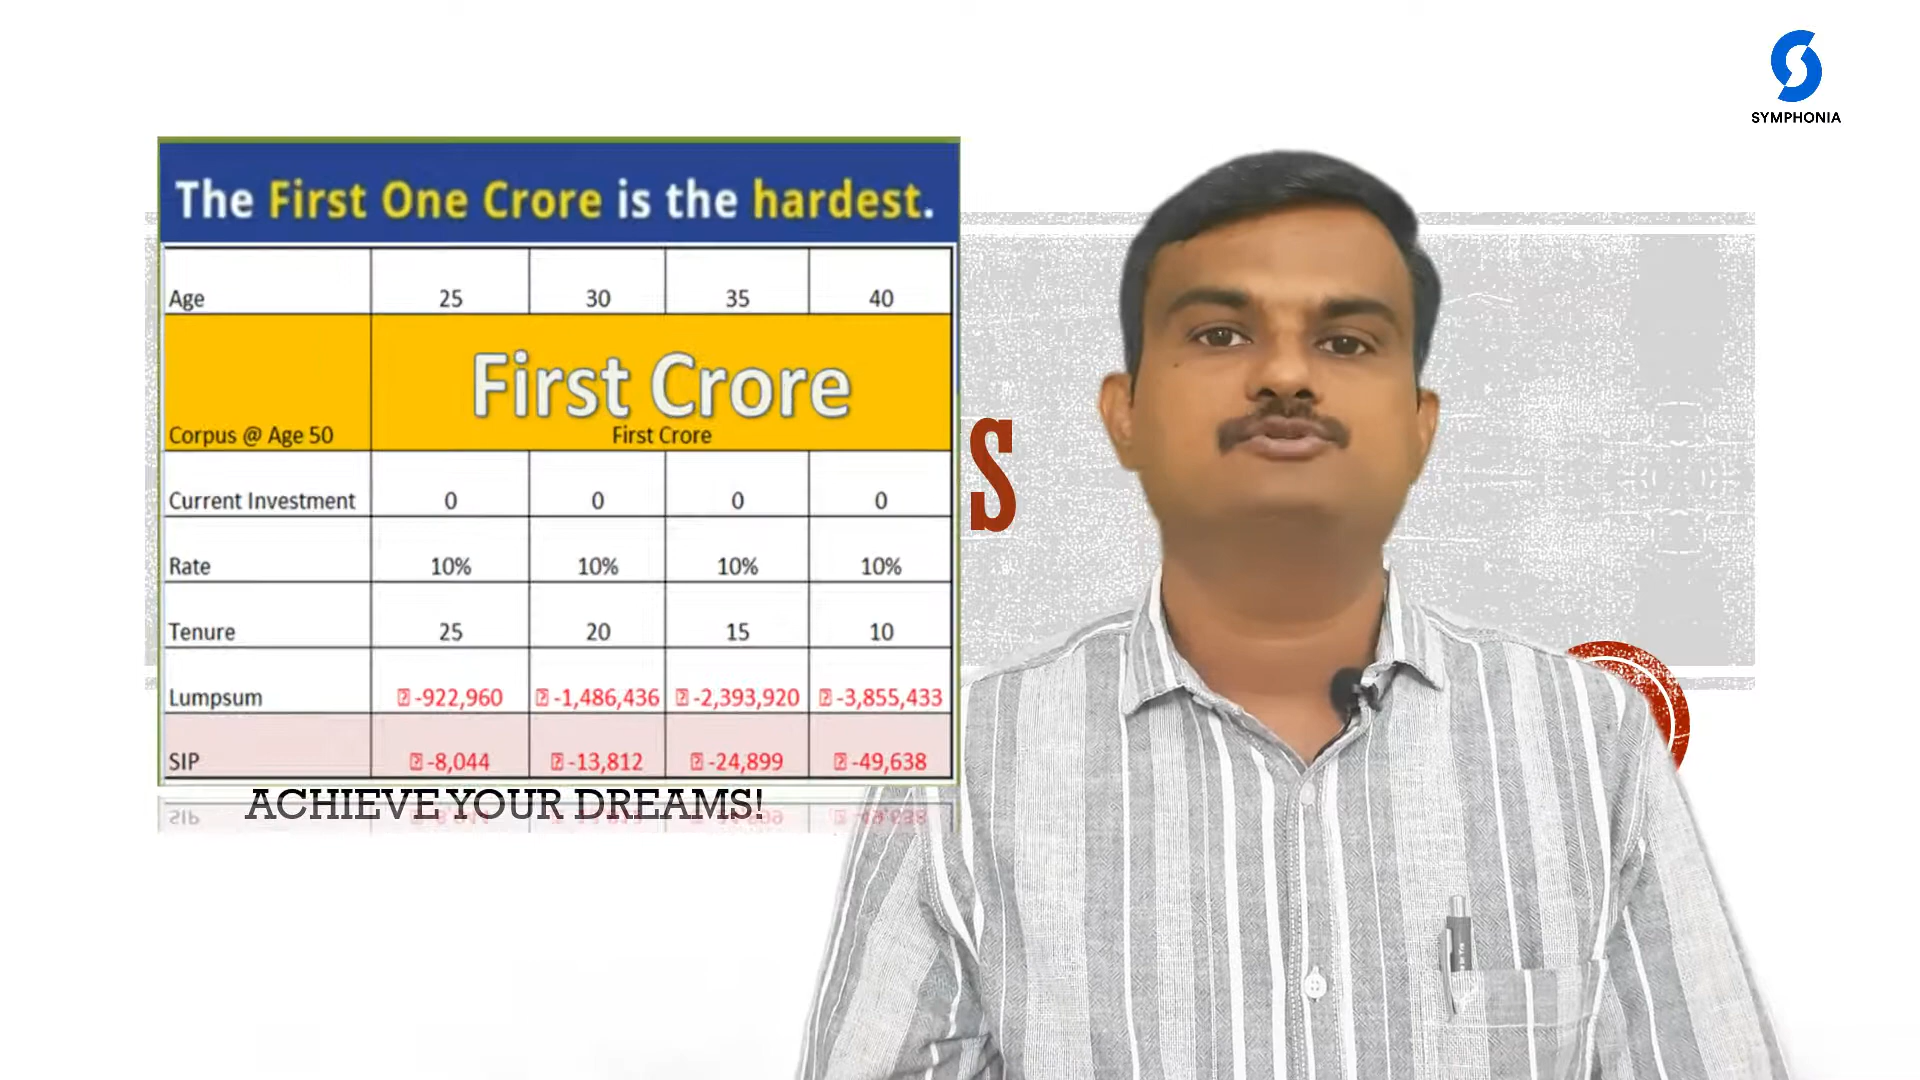 SYMPHONIA
The First One Crore is the hardest.
Age 25 30 35 40
First Crore
Corpus @ Age 50 First Crore
Current Investment 0 0 0 0
Rate 10% 10% 10% 10%
Tenure 25 20 15 10
Lumpsum -922,960 -1,486,436 -2,393,920 -3,855,433
SIP -8,044 -13,812 -24,899 -49,638
S
ACHIEVE YOUR DREAMS!